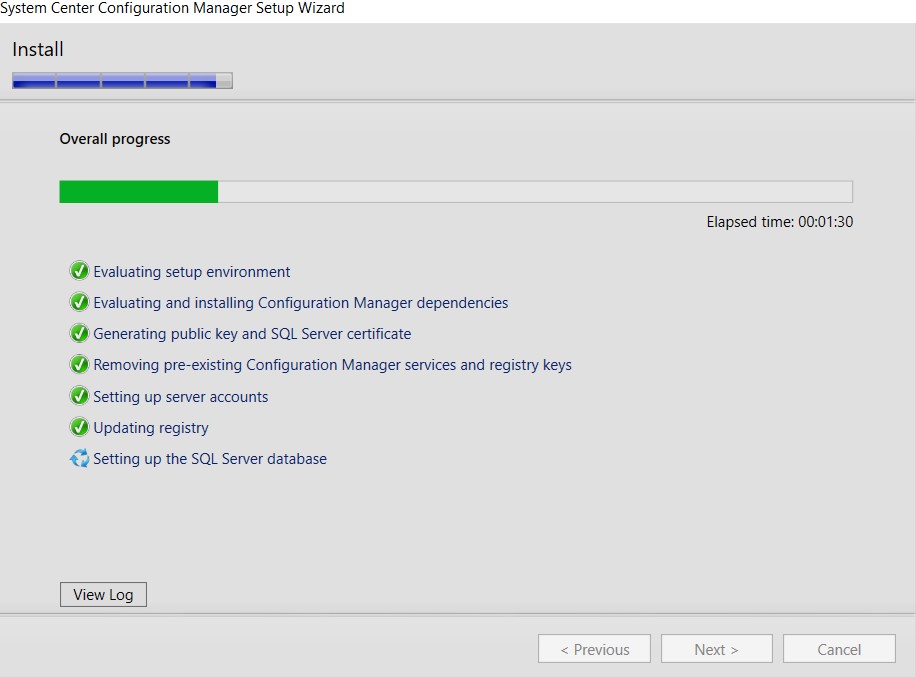 System Center Configuration Manager Setup Wizard
Install
Overall progress
Elapsed time: 00:01:30
Evaluating setup environment
Evaluating and installing Configuration Manager dependencies
Generating public key and SQL Server certificate
Removing pre-existing Configuration Manager services and registry keys
Setting up server accounts
Updating registry
Setting up the SQL Server database
View Log
< Previous
Next >
Cancel